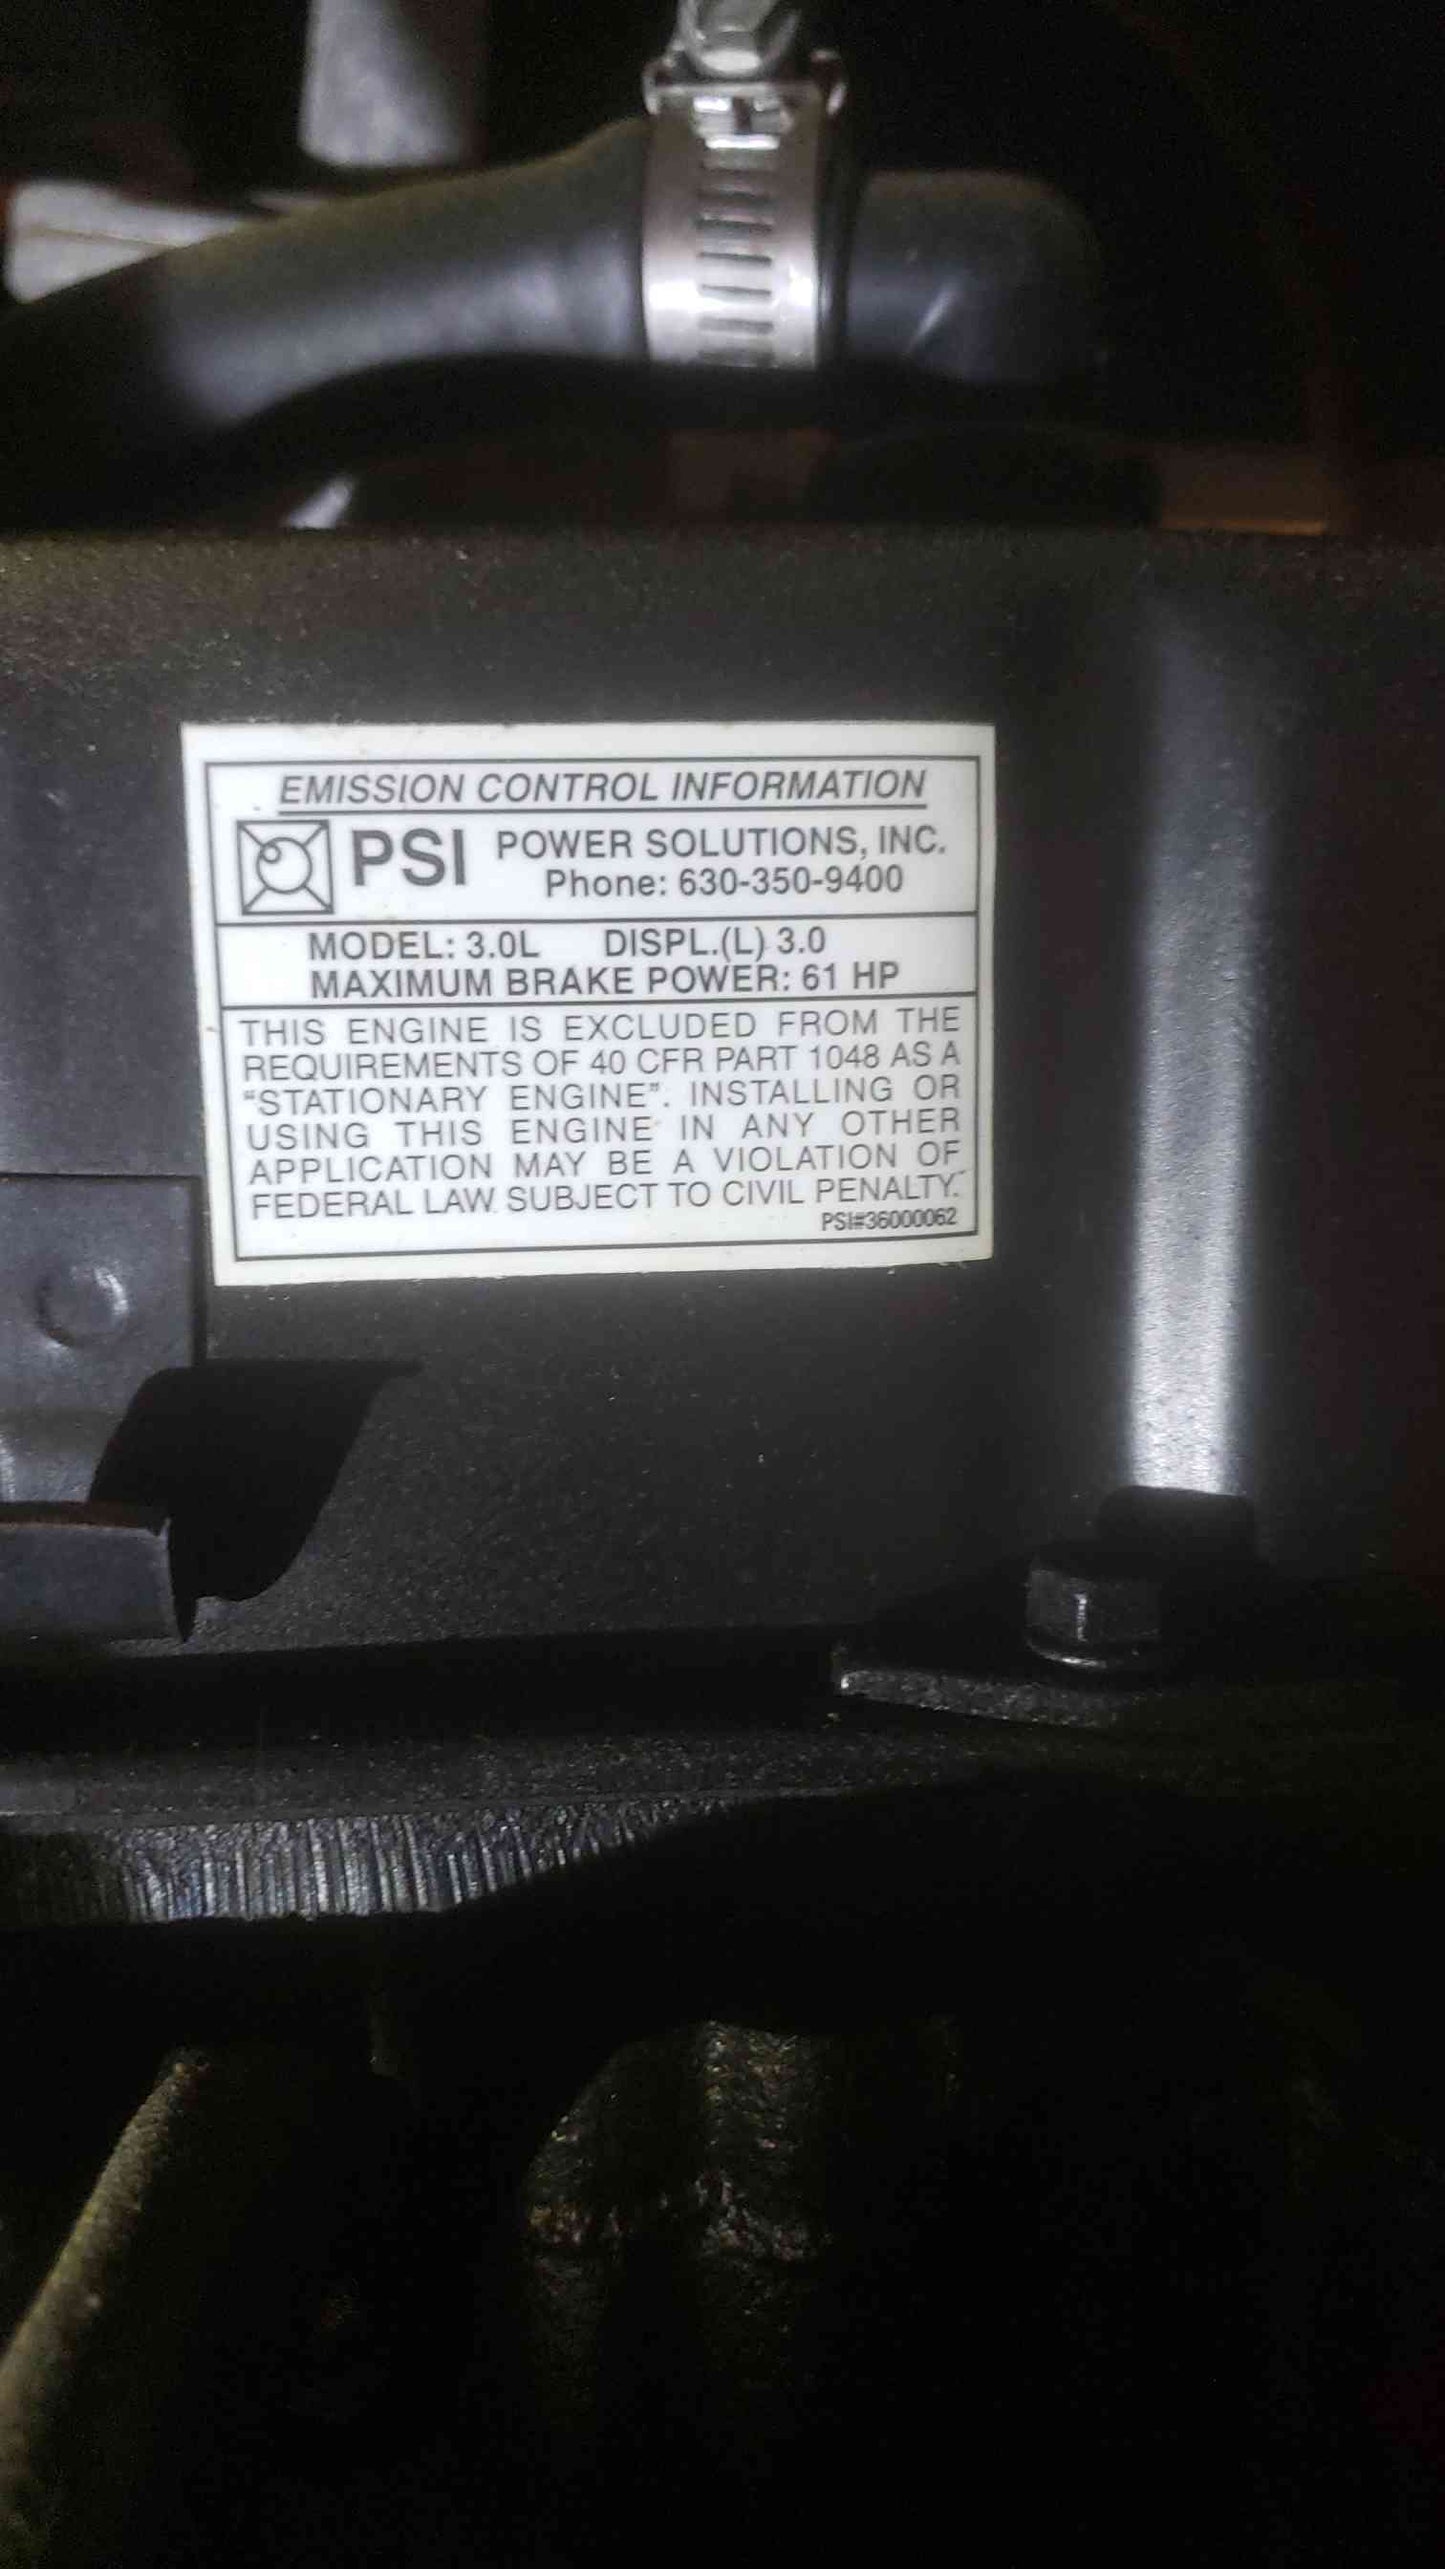 EMISSION CONTROL INFORMATION
PSI POWER SOLUTIONS, INC.
Phone: 630-350-9400
MODEL: 3.0L DISPL.(L) 3.0
MAXIMUM BRAKE POWER: 61 HP
THIS ENGINE IS EXCLUDED FROM THE
REQUIREMENTS OF 40 CFR PART 1048 AS A
"STATIONARY ENGINE". INSTALLING OR
USING THIS ENGINE IN ANY OTHER
APPLICATION MAY BE A VIOLATION OF
FEDERAL LAW SUBJECT TO CIVIL PENALTY.
PSI#36000062